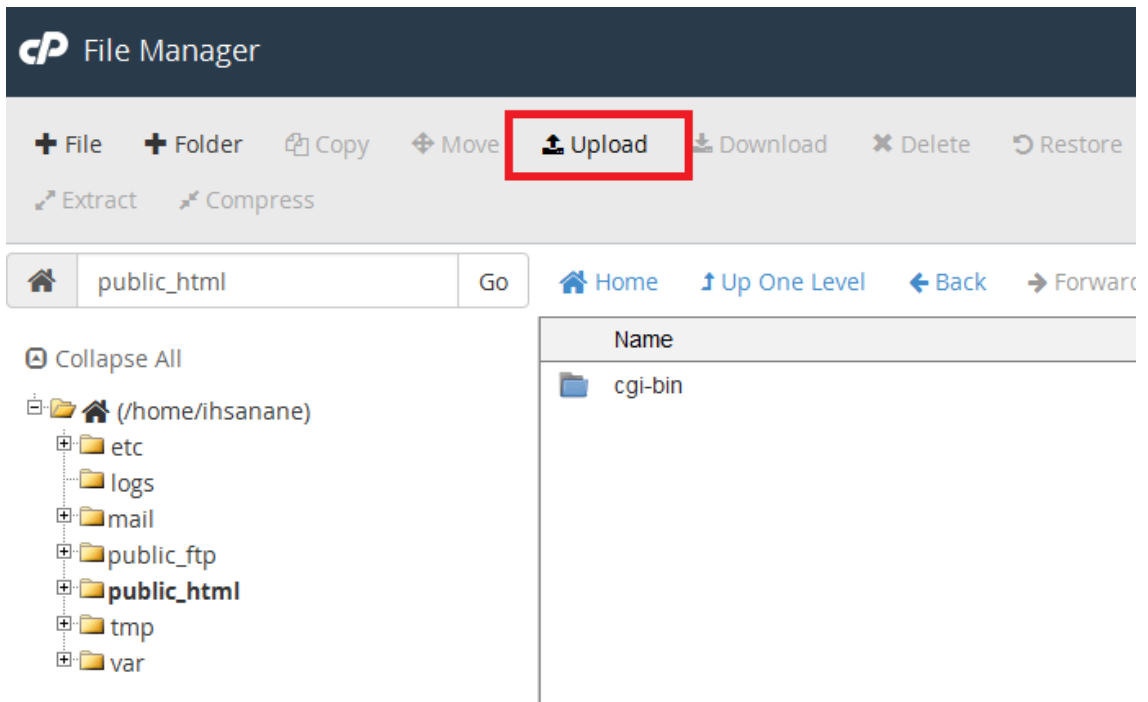 cP File Manager
File Folder Copy Move Upload Download Delete Restore
Extract Compress
public_html Go Home Up One Level Back Forward
Name
Collapse All
cgi-bin
(/home/ihsanane)
etc
logs
mail
public_ftp
public_html
tmp
var